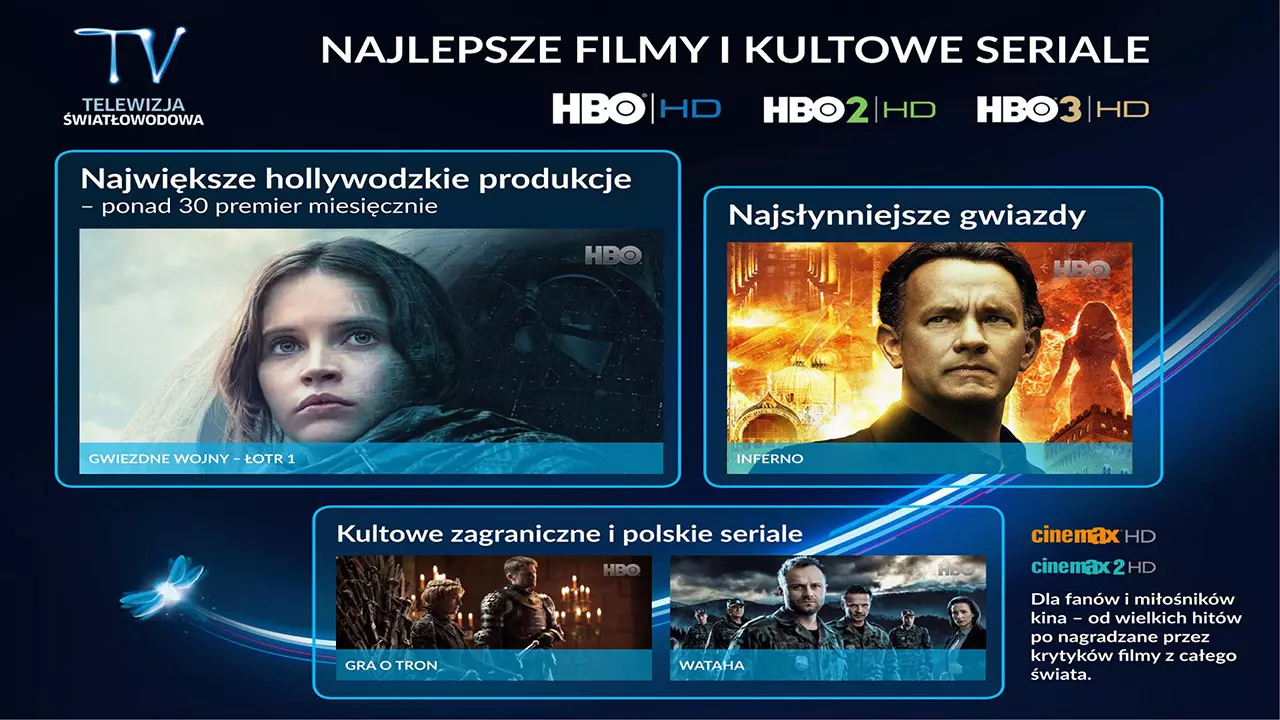 TV
TELEWIZJA
ŚWIATŁOWODOWA
NAJLEPSZE FILMY I KULTOWE SERIALE
HBO® | HD
HBO2 | HD
HBO3 | HD
Największe hollywodzkie produkcje
– ponad 30 premier miesięcznie
HBO
GWIEZDNE WOJNY – ŁOTR 1
Najsłynniejsze gwiazdy
HBO
INFERNO
Kultowe zagraniczne i polskie seriale
HBO
GRA O TRON
HBO
WATAHA
cinemax HD
cinemax 2 HD
Dla fanów i miłośników
kina – od wielkich hitów
po nagradzane przez
krytyków filmy z całego
świata.